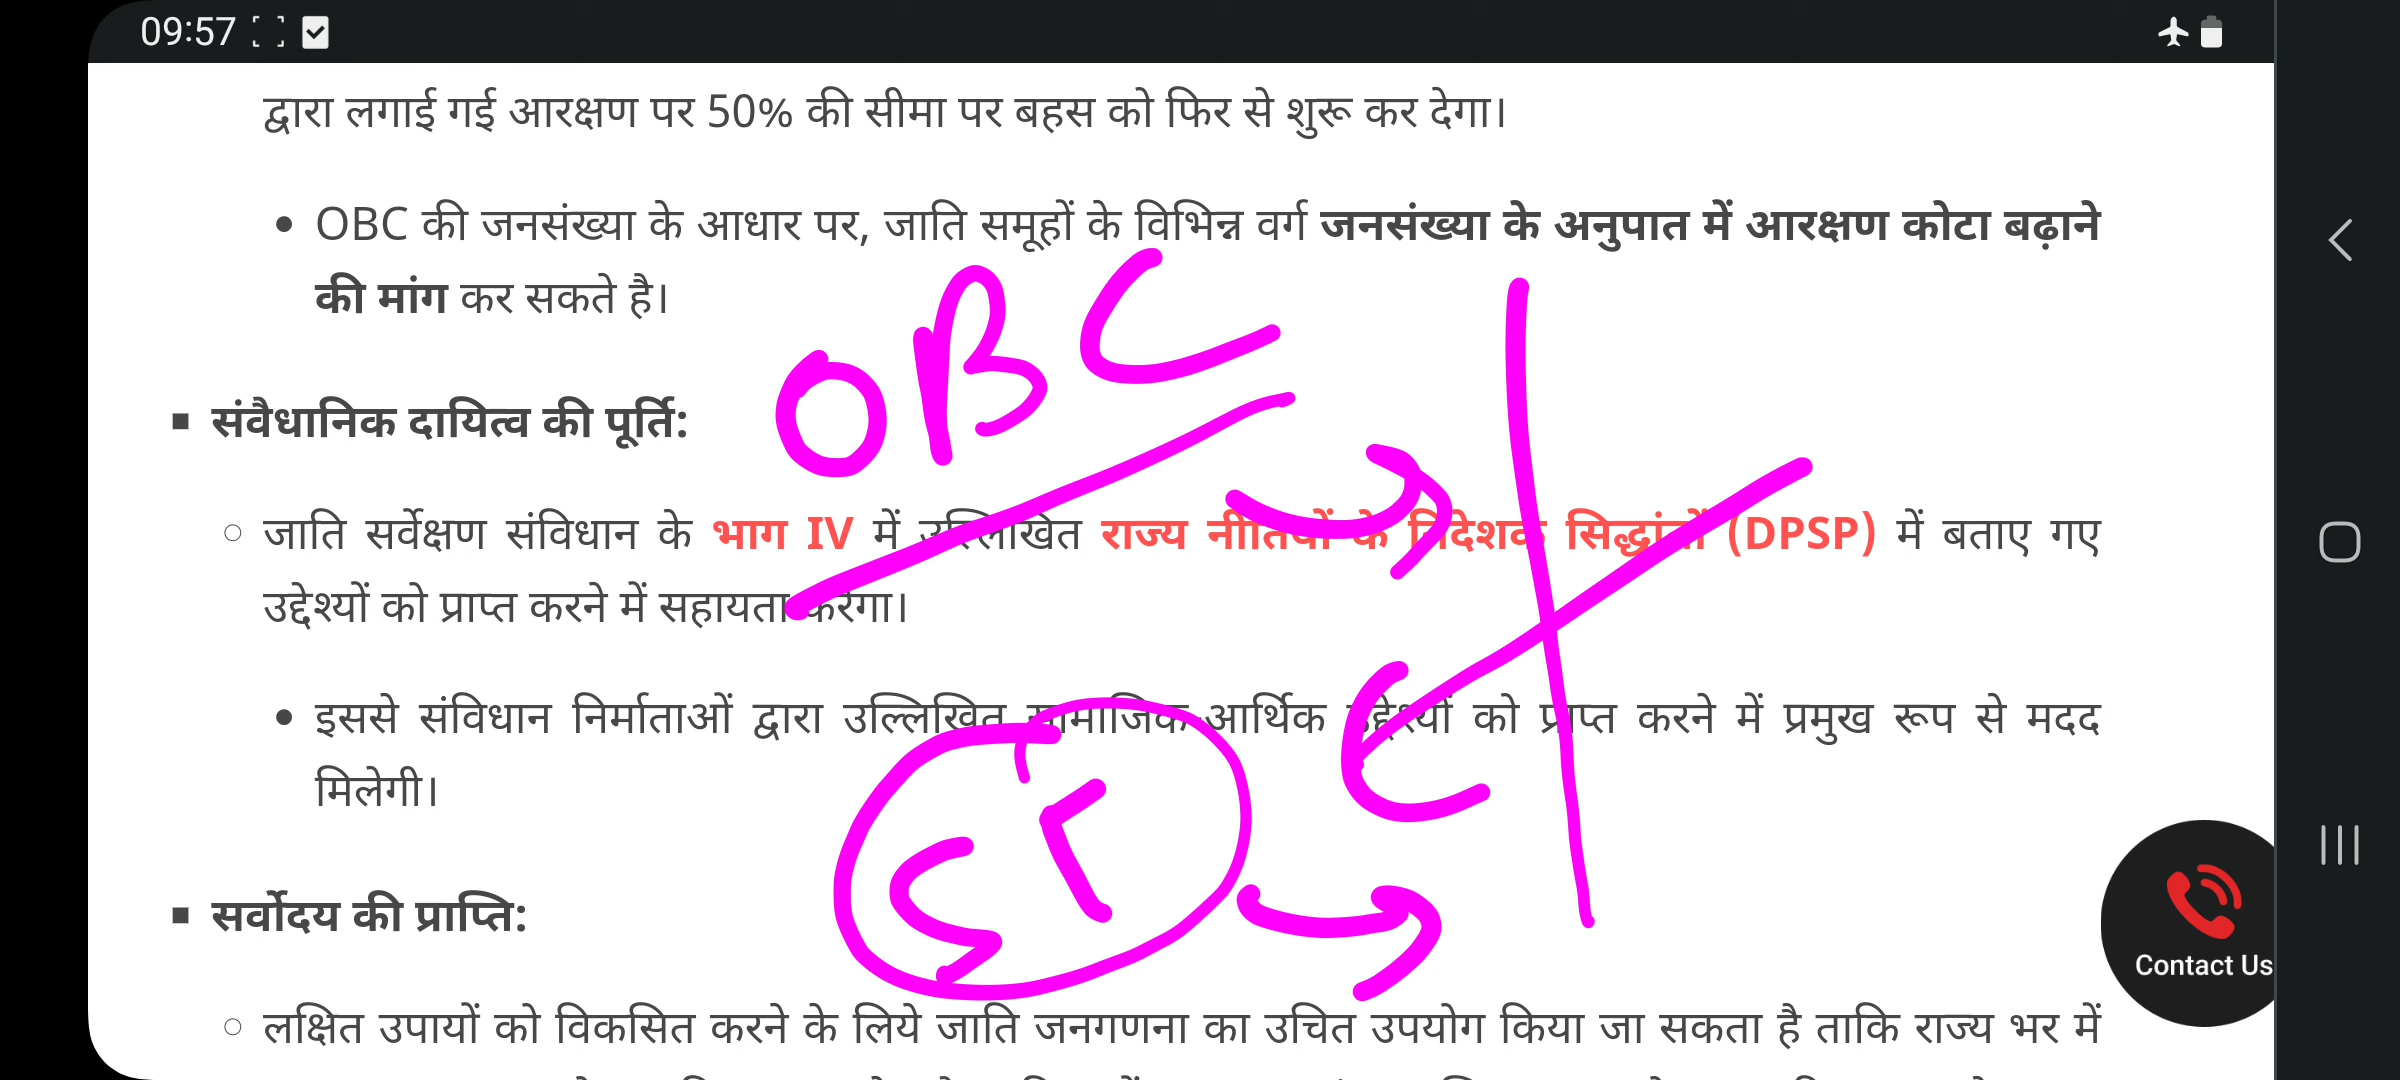 09:57
द्वारा लगाई गई आरक्षण पर 50% की सीमा पर बहस को फिर से शुरू कर देगा।
• OBC की जनसंख्या के आधार पर, जाति समूहों के विभिन्न वर्ग जनसंख्या के अनुपात में आरक्षण कोटा बढ़ाने
की मांग कर सकते है।
OBC
▪ संवैधानिक दायित्व की पूर्ति:
○ जाति सर्वेक्षण संविधान के भाग IV में उल्लिखित राज्य नीतियों के निदेशक सिद्धांतों (DPSP) में बताए गए
उद्देश्यों को प्राप्त करने में सहायता करेगा।
• इससे संविधान निर्माताओं द्वारा उल्लिखित सामाजिक-आर्थिक उद्देश्यों को प्राप्त करने में प्रमुख रूप से मदद
मिलेगी।
▪ सर्वोदय की प्राप्ति:
Contact Us
○ लक्षित उपायों को विकसित करने के लिये जाति जनगणना का उचित उपयोग किया जा सकता है ताकि राज्य भर में